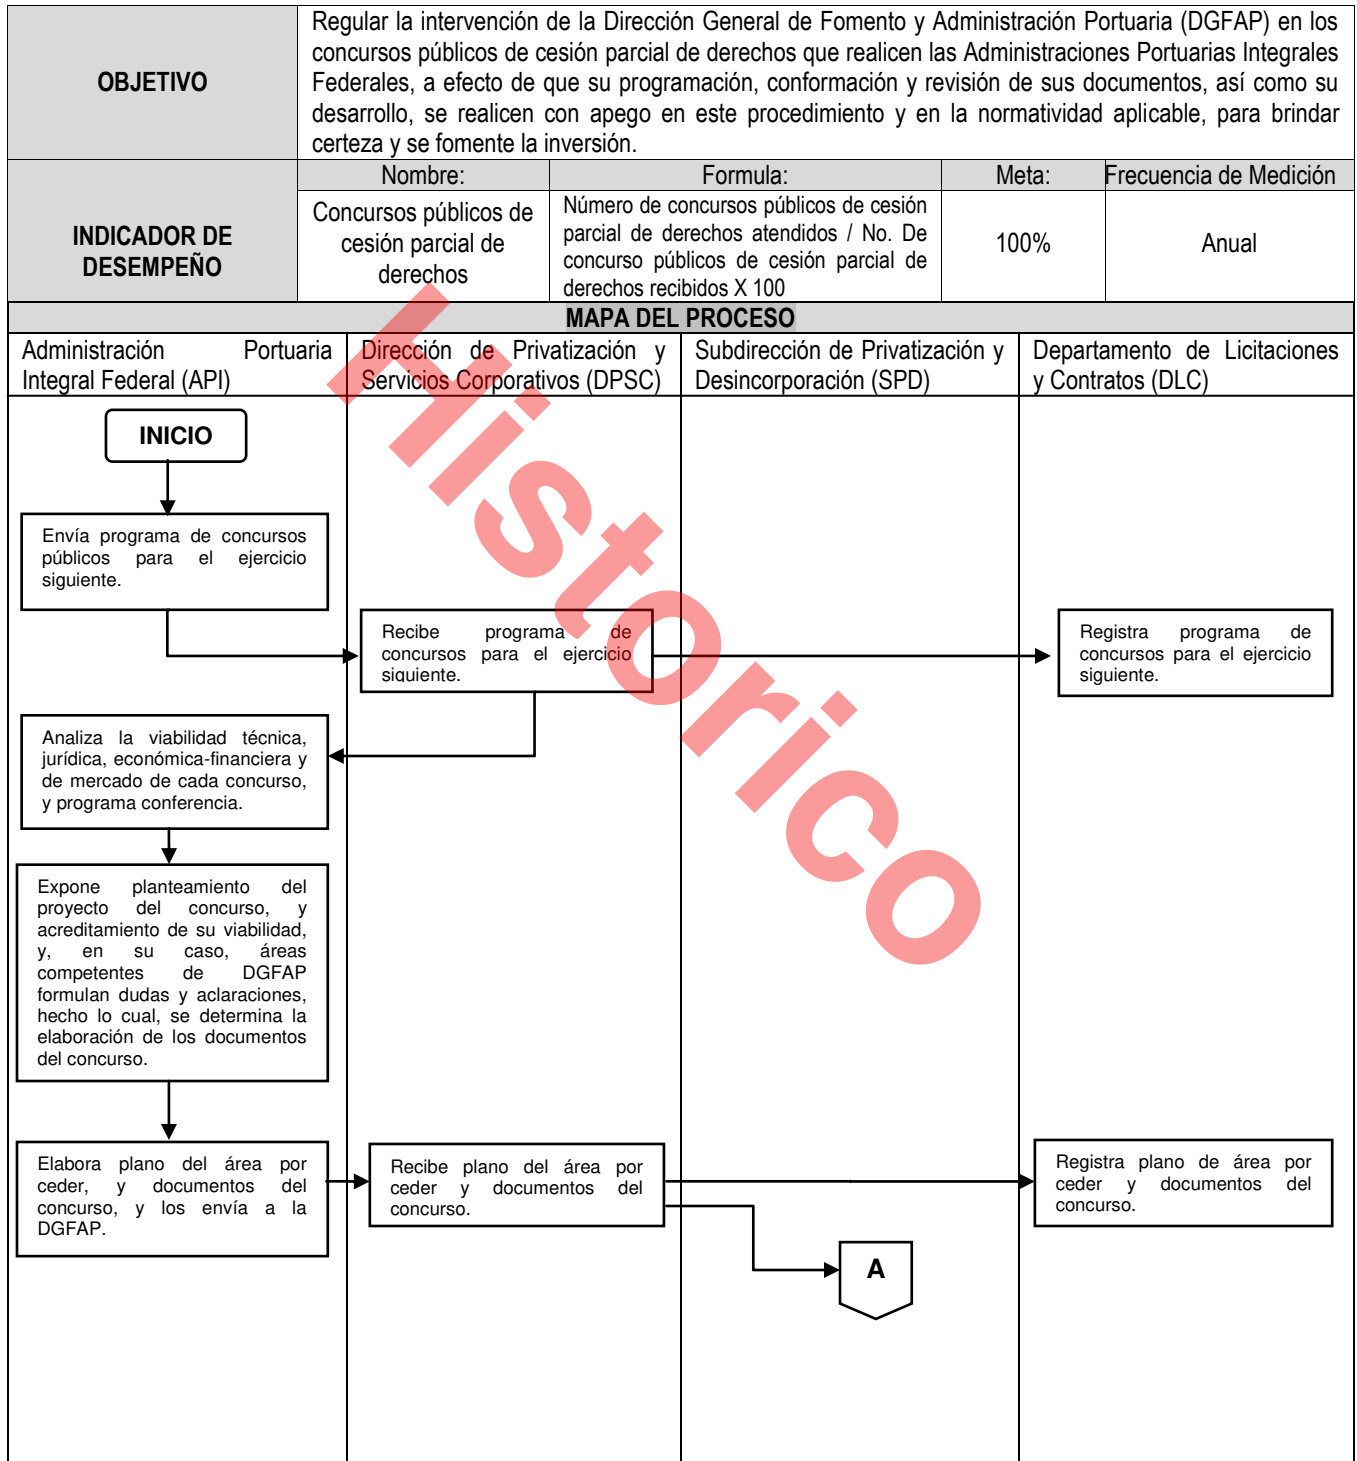 OBJETIVO
Regular la intervención de la Dirección General de Fomento y Administración Portuaria (DGFAP) en los
concursos públicos de cesión parcial de derechos que realicen las Administraciones Portuarias Integrales
Federales, a efecto de que su programación, conformación y revisión de sus documentos, así como su
desarrollo, se realicen con apego en este procedimiento y en la normatividad aplicable, para brindar
certeza y se fomente la inversión.
INDICADOR DE
DESEMPEÑO
Nombre:
Formula:
Meta:
Frecuencia de Medición
Concursos públicos de
cesión parcial de
derechos
Número de concursos públicos de cesión
parcial de derechos atendidos / No. De
concurso públicos de cesión parcial de
derechos recibidos X 100
100%
Anual
MAPA DEL PROCESO
Administración Portuaria
Integral Federal (API)
Dirección de Privatización y
Servicios Corporativos (DPSC)
Subdirección de Privatización y
Desincorporación (SPD)
Departamento de Licitaciones
y Contratos (DLC)
INICIO
Envía programa de concursos
públicos para el ejercicio
siguiente.
Recibe programa de
concursos para el ejercicio
siguiente.
Registra programa de
concursos para el ejercicio
siguiente.
Analiza la viabilidad técnica,
jurídica, económica-financiera y
de mercado de cada concurso,
y programa conferencia.
Expone planteamiento del
proyecto del concurso, y
acreditamiento de su viabilidad,
y, en su caso, áreas
competentes de DGFAP
formulan dudas y aclaraciones,
hecho lo cual, se determina la
elaboración de los documentos
del concurso.
Elabora plano del área por
ceder, y documentos del
concurso, y los envía a la
DGFAP.
Recibe plano del área por
ceder y documentos del
concurso.
Registra plano de área por
ceder y documentos del
concurso.
A
Historico